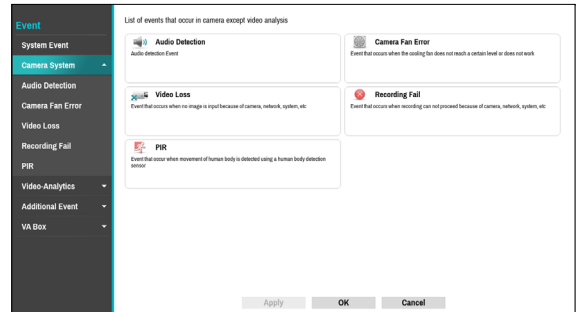 Event
System Event
Camera System
Audio Detection
Camera Fan Error
Video Loss
Recording Fail
PIR
Video-Analytics
Additional Event
VA Box
List of events that occur in camera except video analysis
Audio Detection
Audio detection Event
Camera Fan Error
Event that occurs when the cooling fan does not reach a certain level or does not work
Video Loss
Event that occurs when no image is input because of camera, network, system, etc
Recording Fail
Event that occurs when recording can not proceed because of camera, network, system, etc
PIR
Event that occur when movement of human body is detected using a human body detection
sensor
Apply
OK
Cancel